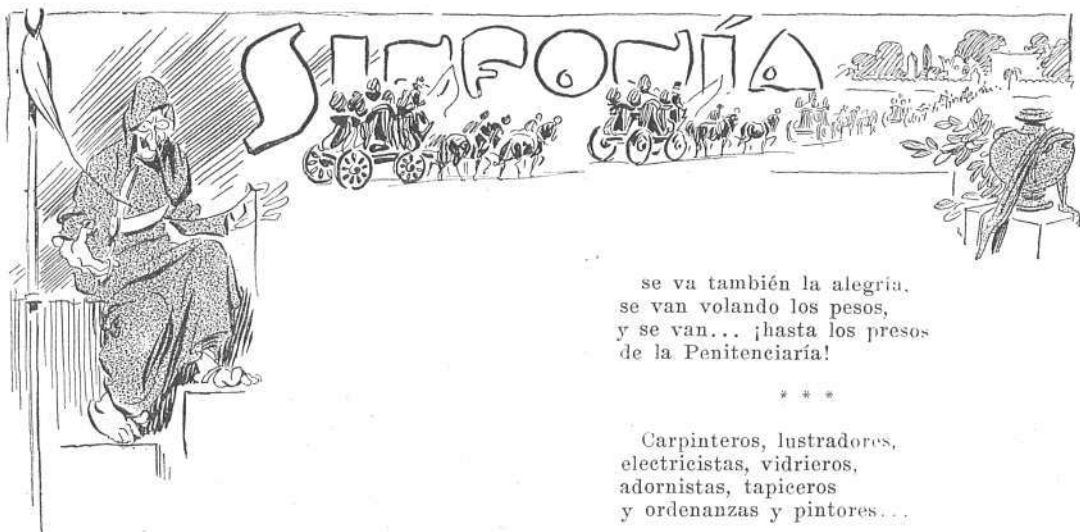 SINFONÍA
se va también la alegría.
se van volando los pesos,
y se van... ¡hasta los presos
de la Penitenciaría!
* * *
Carpinteros, lustradores,
electricistas, vidrieros,
adornistas, tapiceros
y ordenanzas y pintores...